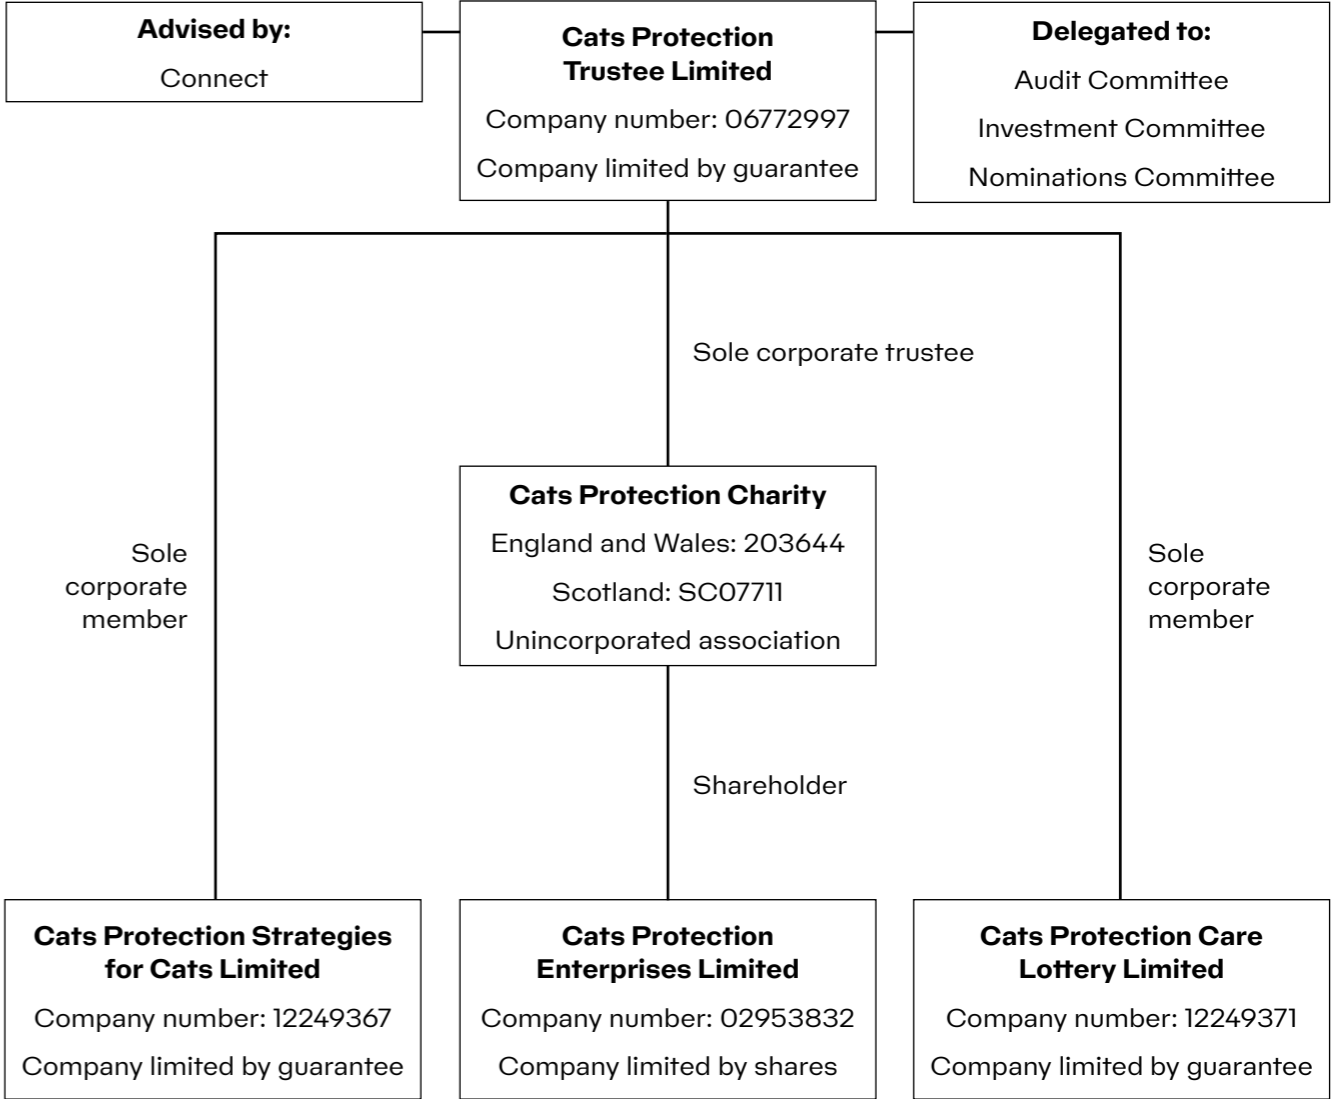 Advised by:
Connect
Cats Protection
Trustee Limited
Company number: 06772997
Company limited by guarantee
Delegated to:
Audit Committee
Investment Committee
Nominations Committee
Sole corporate trustee
Sole
corporate
member
Cats Protection Charity
England and Wales: 203644
Scotland: SC07711
Unincorporated association
Sole
corporate
member
Shareholder
Cats Protection Strategies
for Cats Limited
Company number: 12249367
Company limited by guarantee
Cats Protection
Enterprises Limited
Company number: 02953832
Company limited by shares
Cats Protection Care
Lottery Limited
Company number: 12249371
Company limited by guarantee